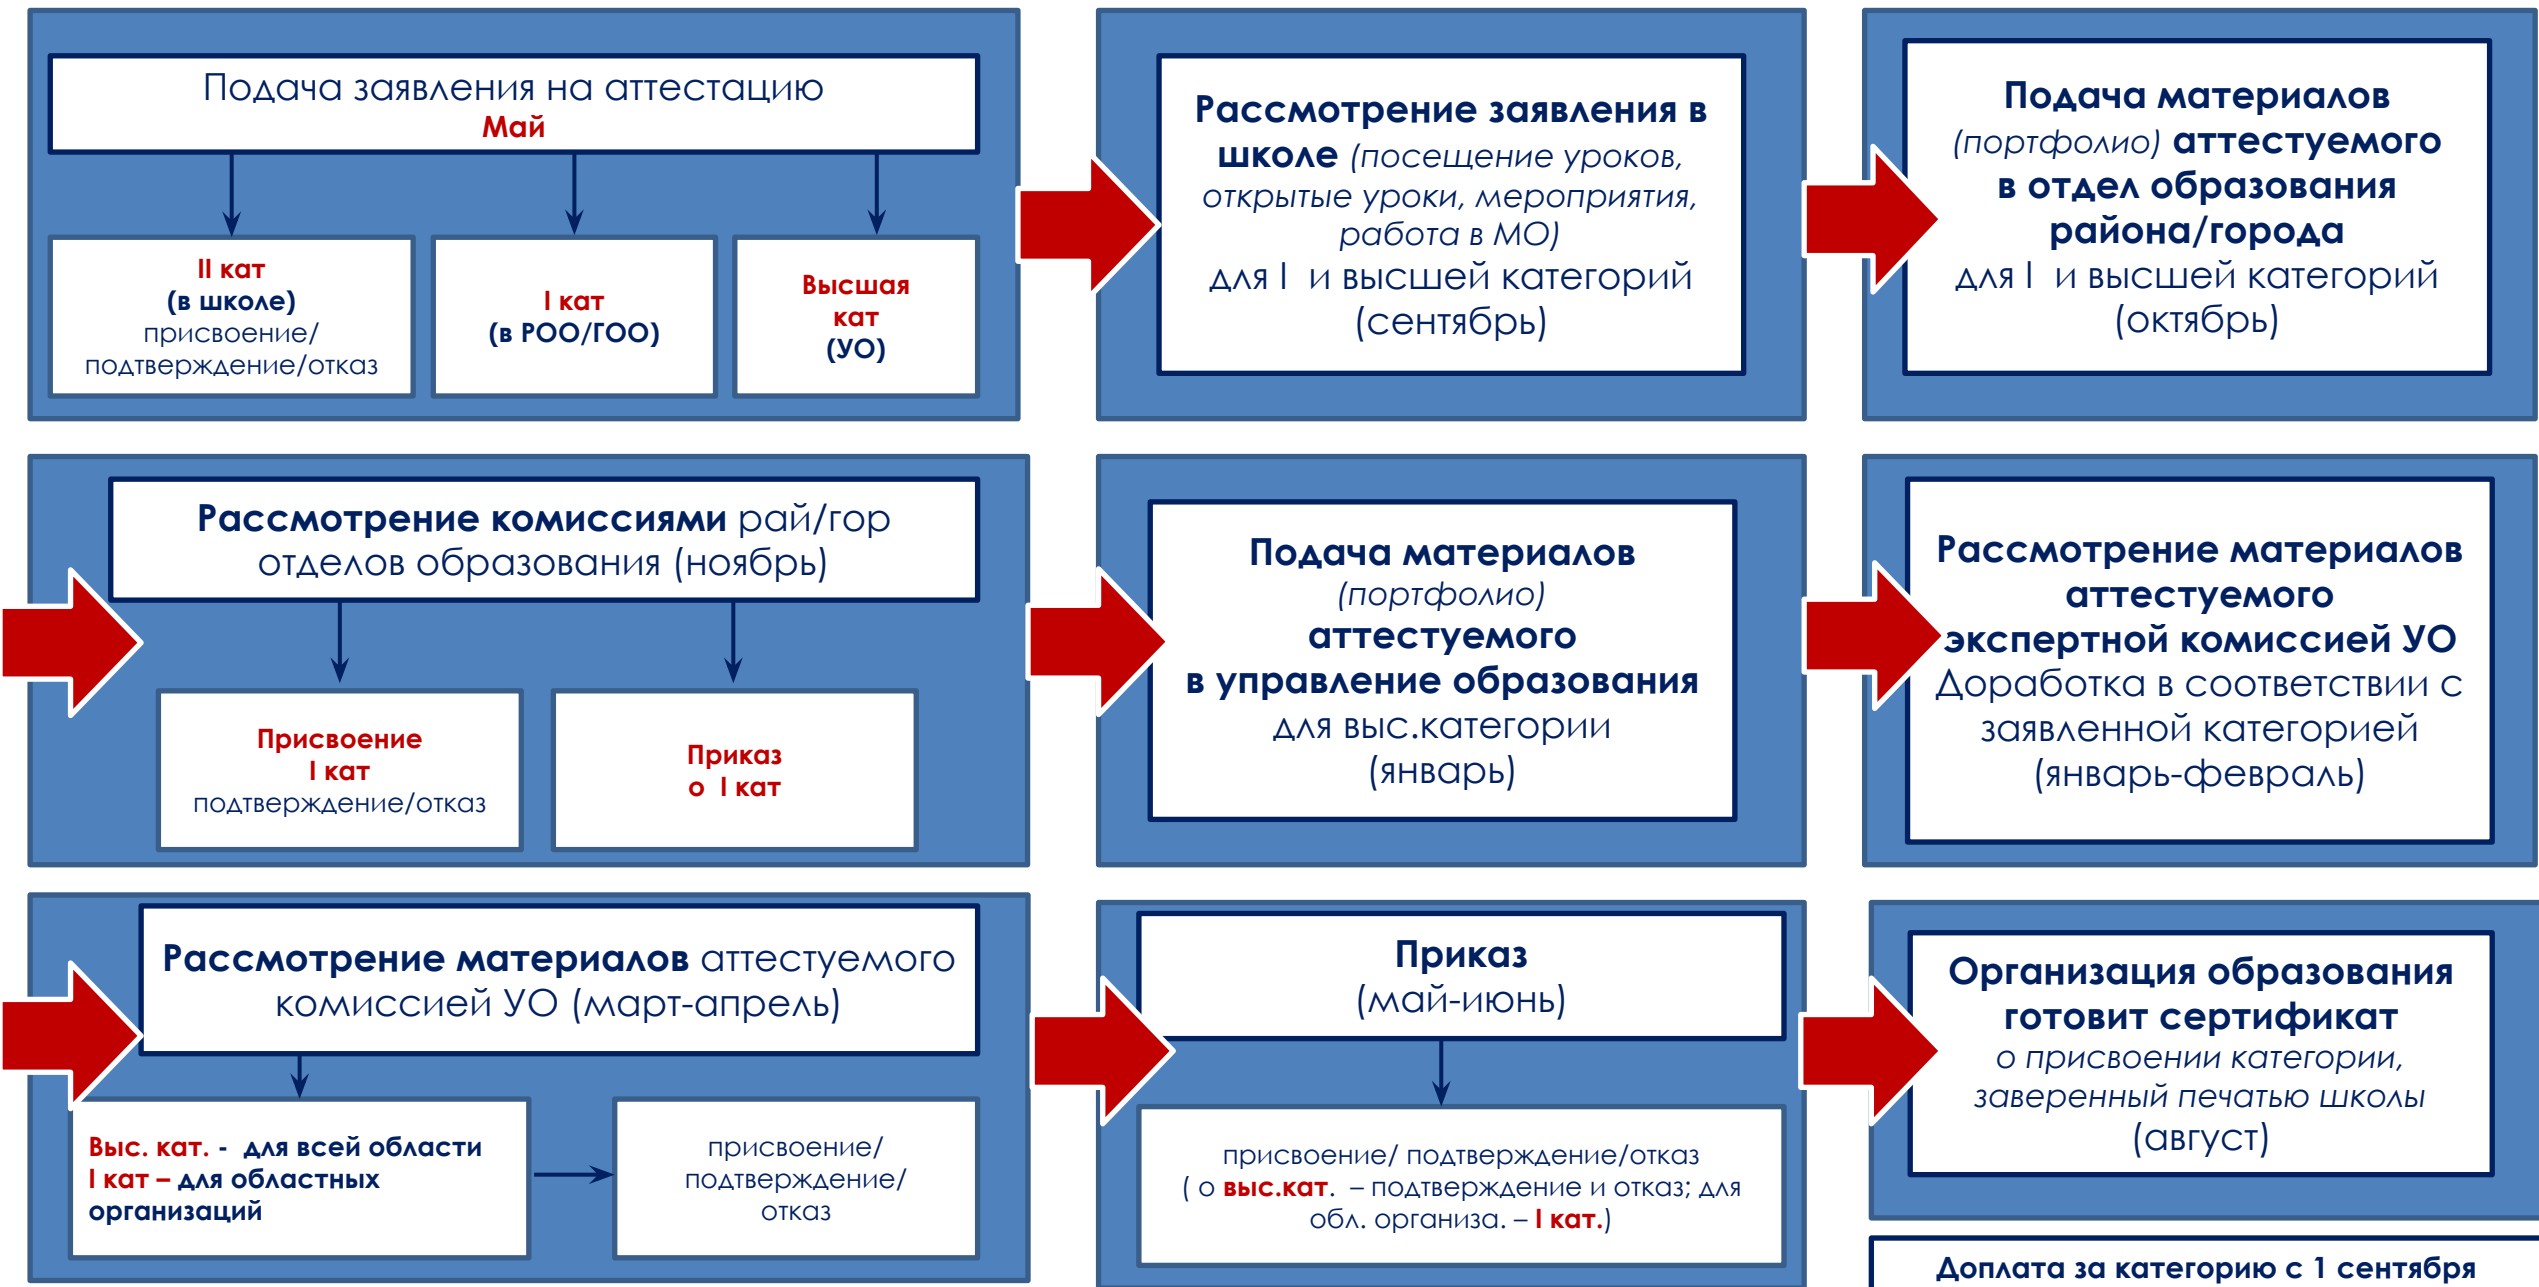 Подача заявления на аттестацию
Май
II кат
(в школе)
присвоение/
подтверждение/отказ
I кат
(в РОО/ГОО)
Высшая
кат
(УО)
Рассмотрение заявления в
школе (посещение уроков,
открытые уроки, мероприятия,
работа в МО)
для I и высшей категорий
(сентябрь)
Подача материалов
(портфолио) аттестуемого
в отдел образования
района/города
для I и высшей категорий
(октябрь)
Рассмотрение комиссиями рай/гор
отделов образования (ноябрь)
Присвоение
I кат
подтверждение/отказ
Приказ
о I кат
Подача материалов
(портфолио)
аттестуемого
в управление образования
для выс.категории
(январь)
Рассмотрение материалов
аттестуемого
экспертной комиссией УО
Доработка в соответствии с
заявленной категорией
(январь-февраль)
Рассмотрение материалов аттестуемого
комиссией УО (март-апрель)
Выс. кат. - для всей области
I кат – для областных
организаций
присвоение/
подтверждение/
отказ
Приказ
(май-июнь)
присвоение/ подтверждение/отказ
( о выс.кат. – подтверждение и отказ; для
обл. организа. – I кат.)
Организация образования
готовит сертификат
о присвоении категории,
заверенный печатью школы
(август)
Доплата за категорию с 1 сентября